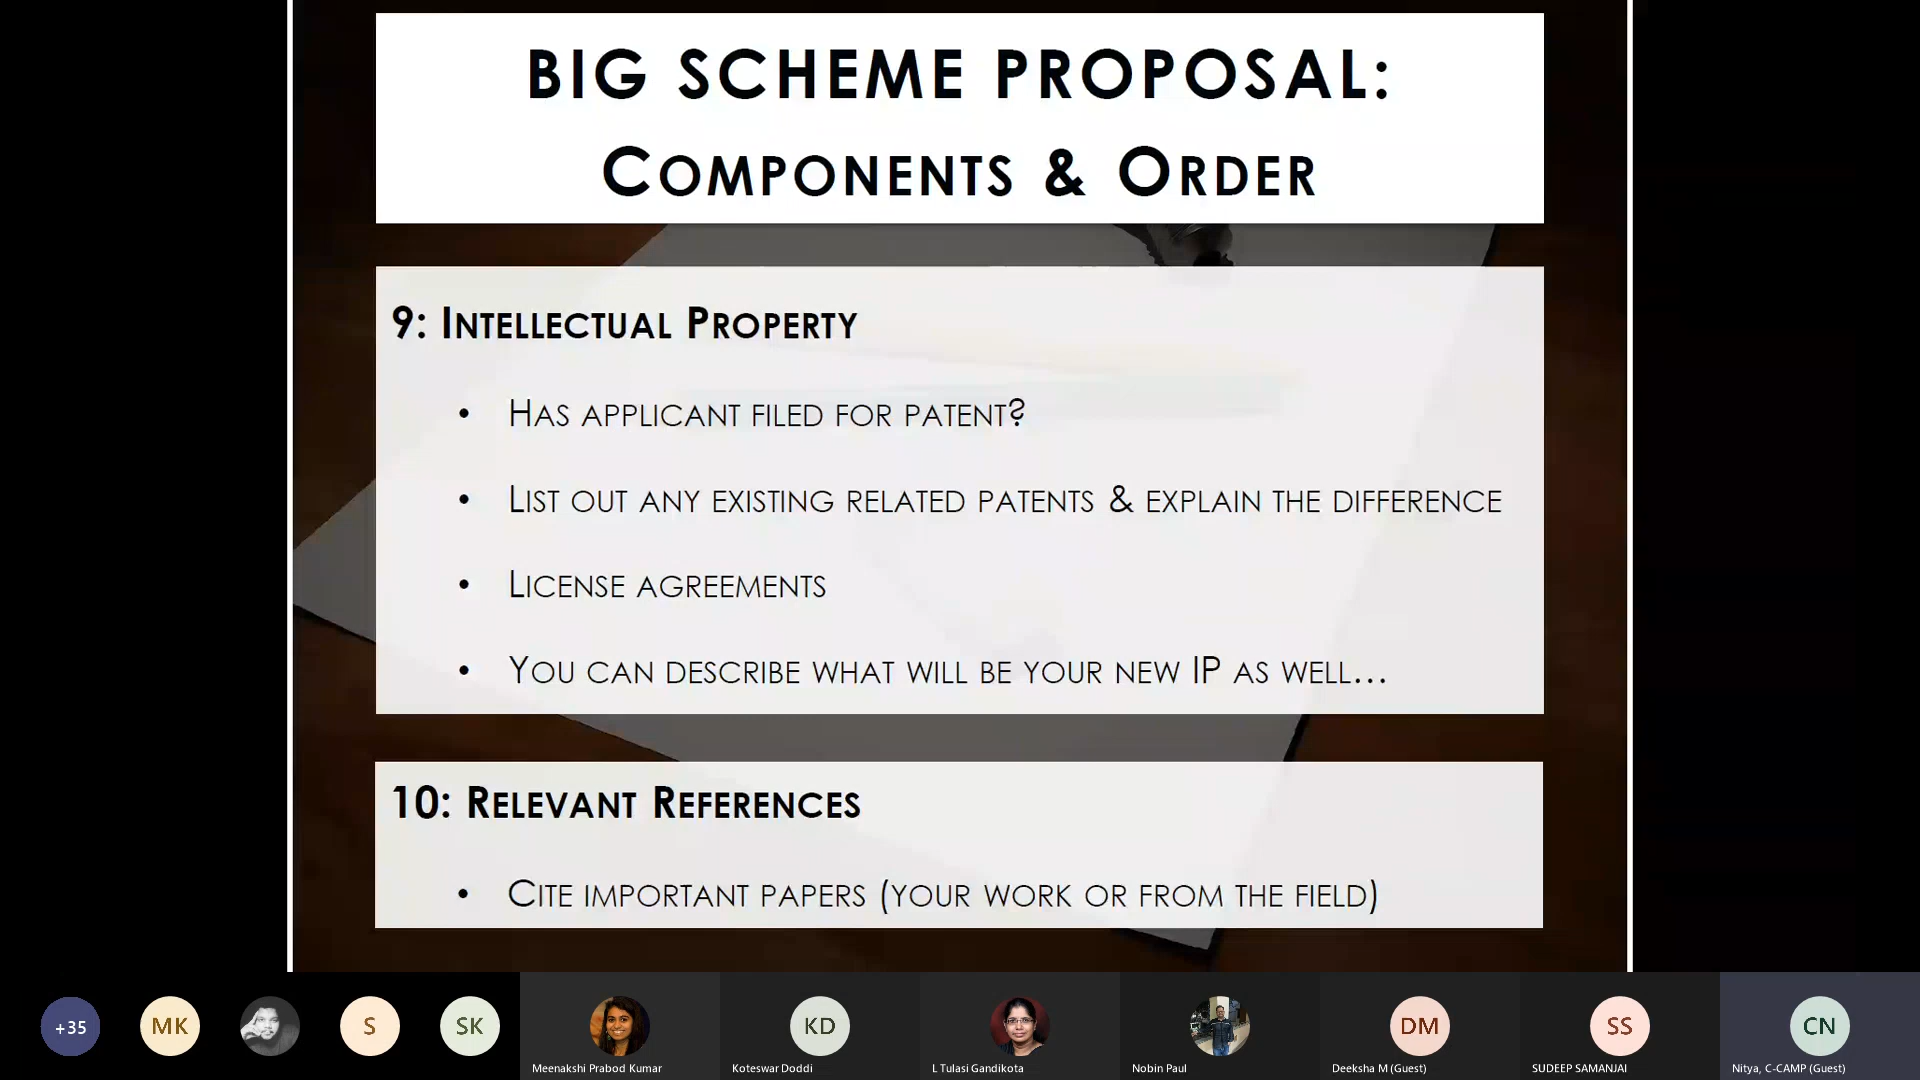 BIG SCHEME PROPOSAL:
COMPONENTS & ORDER
9: INTELLECTUAL PROPERTY
• HAS APPLICANT FILED FOR PATENT?
• LIST OUT ANY EXISTING RELATED PATENTS & EXPLAIN THE DIFFERENCE
• LICENSE AGREEMENTS
• YOU CAN DESCRIBE WHAT WILL BE YOUR NEW IP AS WELL...
10: RELEVANT REFERENCES
• CITE IMPORTANT PAPERS (YOUR WORK OR FROM THE FIELD)
+35 MK S SK KD DM SS CN
Meenakshi Prabod Kumar Koteswar Doddi L Tulasi Gandikota Nobin Paul Deeksha M (Guest) SUDEEP SAMANJAI Nitya, C-CAMP (Guest)